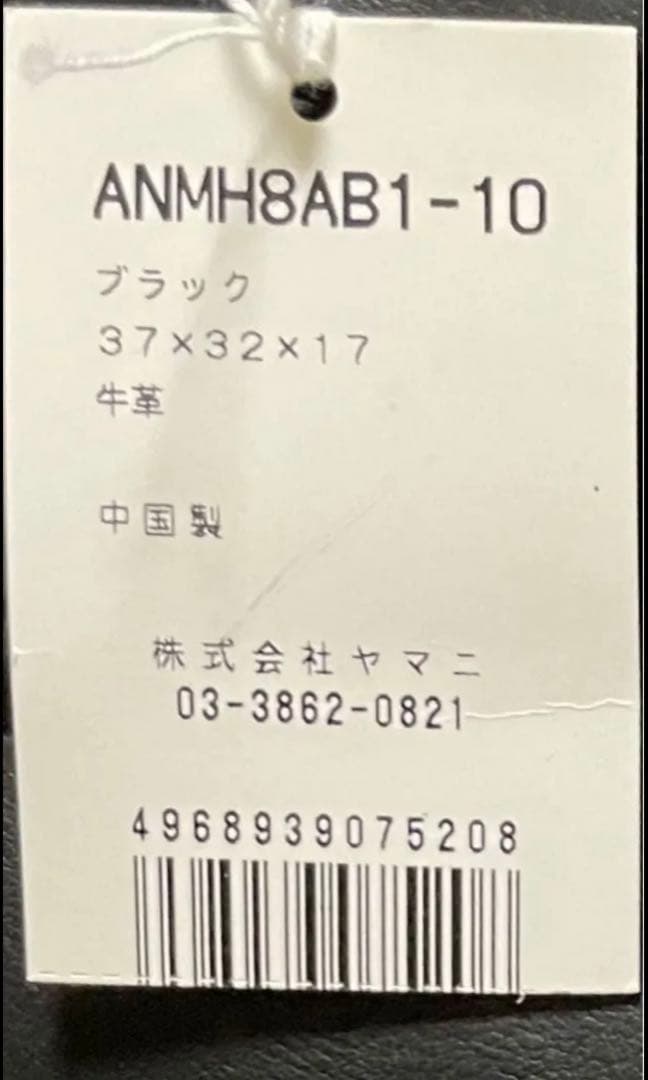 ANMH8AB1-10
ブラック
37×32×17
牛革
中国製
株式会社ヤマニ
03-3862-0821
4968939075208